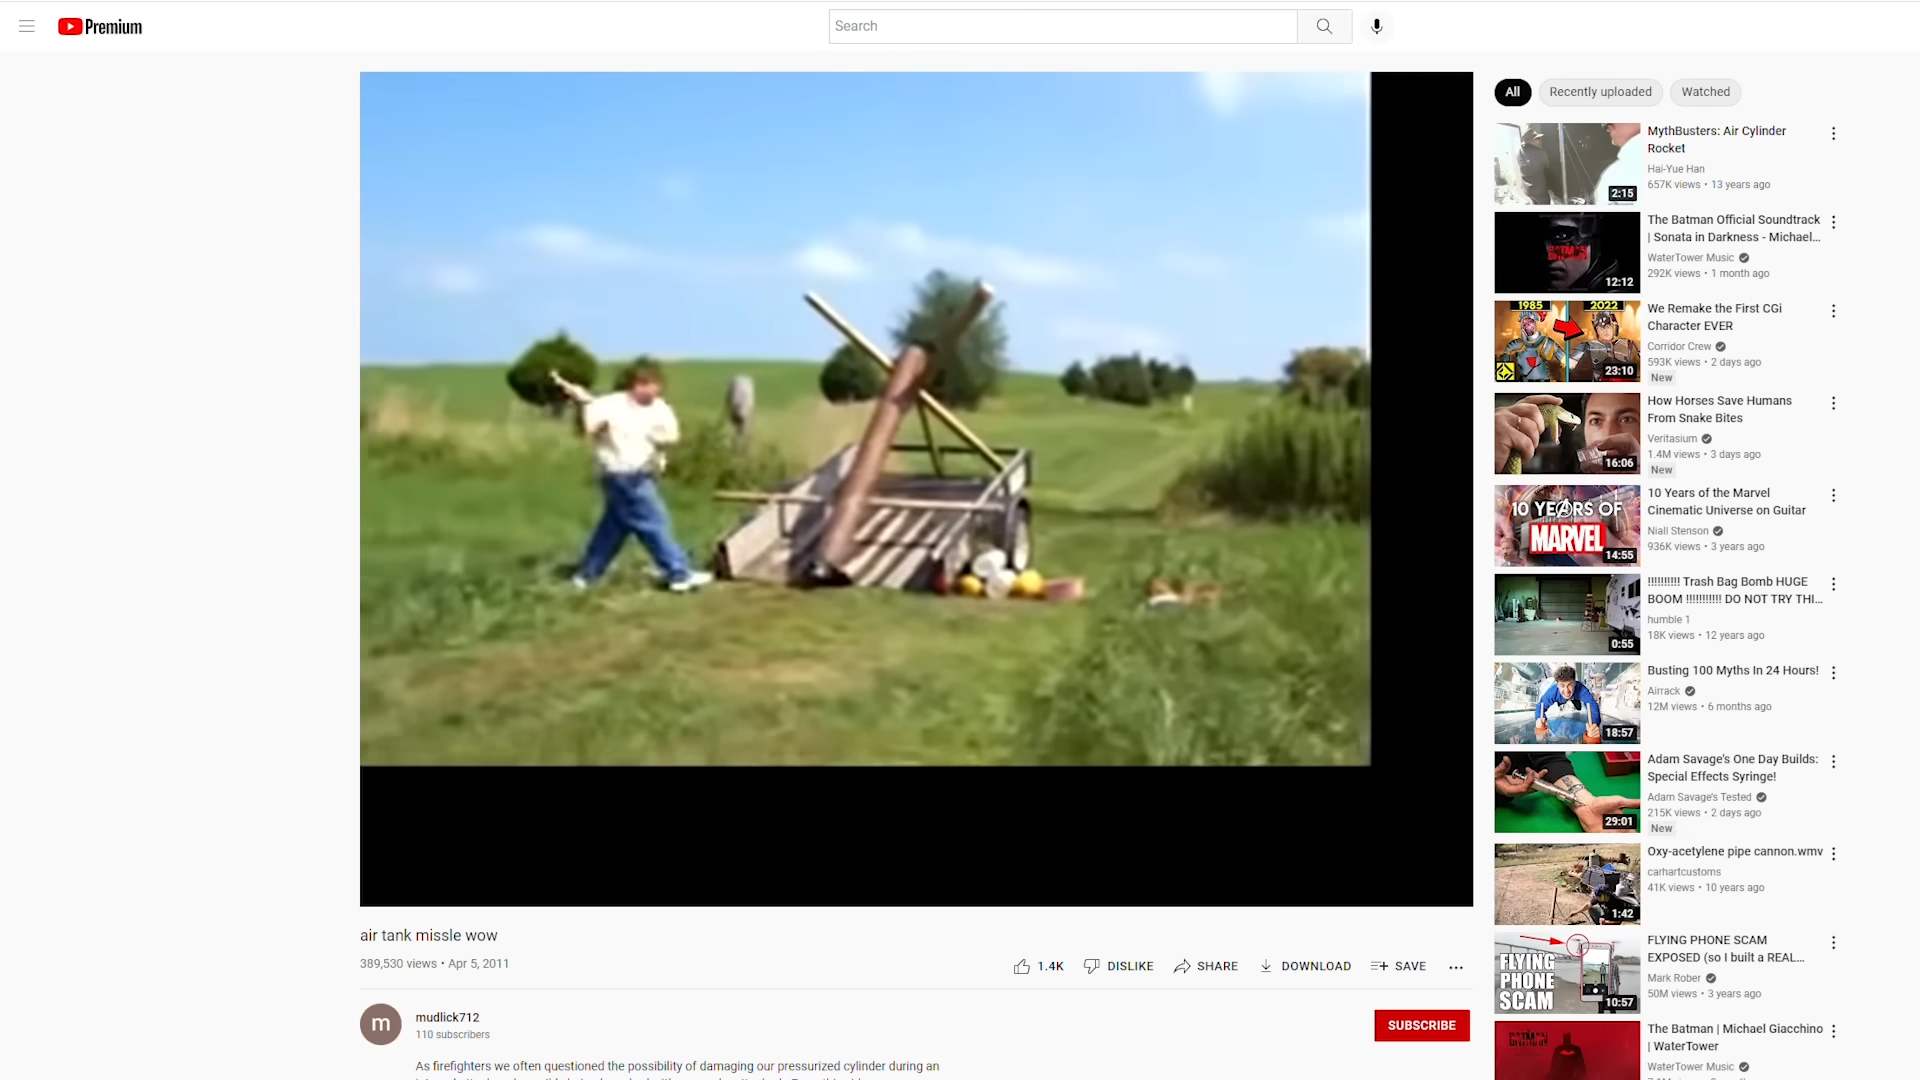 Premium
Search
All
Recently uploaded
Watched
air tank missle wow
389,530 views • Apr 5, 2011
1.4K
DISLIKE
SHARE
DOWNLOAD
SAVE
m
mudlick712
110 subscribers
SUBSCRIBE
As firefighters we often questioned the possibility of damaging our pressurized cylinder during an
2:15
MythBusters: Air Cylinder
Rocket
Hai-Yue Han
657K views • 13 years ago
12:12
The Batman Official Soundtrack
| Sonata in Darkness - Michael...
WaterTower Music
292K views • 1 month ago
1985
2022
23:10
We Remake the First CGi
Character EVER
Corridor Crew
593K views • 2 days ago
New
16:06
How Horses Save Humans
From Snake Bites
Veritasium
1.4M views • 3 days ago
New
10 YEARS OF
MARVEL
14:55
10 Years of the Marvel
Cinematic Universe on Guitar
Niall Stenson
936K views • 3 years ago
0:55
!!!!!!!!!! Trash Bag Bomb HUGE
BOOM !!!!!!!!!!! DO NOT TRY THI...
humble 1
18K views • 12 years ago
18:57
Busting 100 Myths In 24 Hours!
Airrack
12M views • 6 months ago
29:01
Adam Savage's One Day Builds:
Special Effects Syringe!
Adam Savage's Tested
215K views • 2 days ago
New
1:42
Oxy-acetylene pipe cannon.wmv
carhartcustoms
41K views • 10 years ago
FLYING
PHONE
SCAM
10:57
FLYING PHONE SCAM
EXPOSED (so I built a REAL...
Mark Rober
50M views • 3 years ago
The Batman | Michael Giacchino
| WaterTower
WaterTower Music